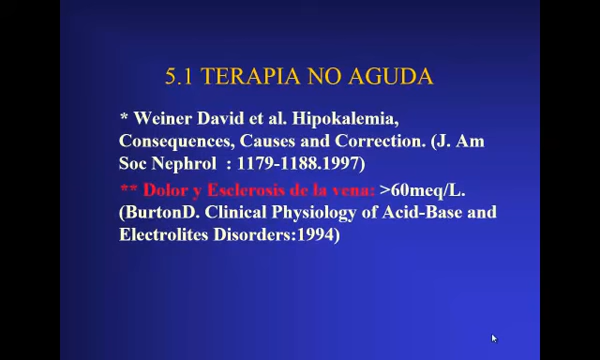 5.1 TERAPIA NO AGUDA
* Weiner David et al. Hipokalemia,
Consequences, Causes and Correction. (J. Am
Soc Nephrol : 1179-1188.1997)
** Dolor y Esclerosis de la vena: >60meq/L.
(BurtonD. Clinical Physiology of Acid-Base and
Electrolites Disorders:1994)